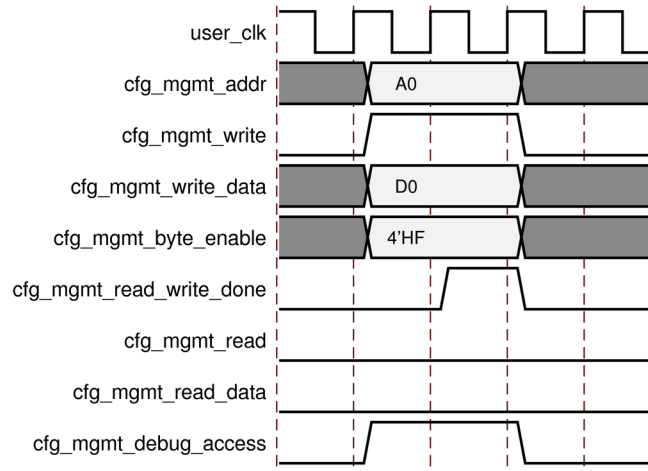 user_clk
cfg_mgmt_addr A0
cfg_mgmt_write
cfg_mgmt_write_data D0
cfg_mgmt_byte_enable 4’HF
cfg_mgmt_read_write_done
cfg_mgmt_read
cfg_mgmt_read_data
cfg_mgmt_debug_access